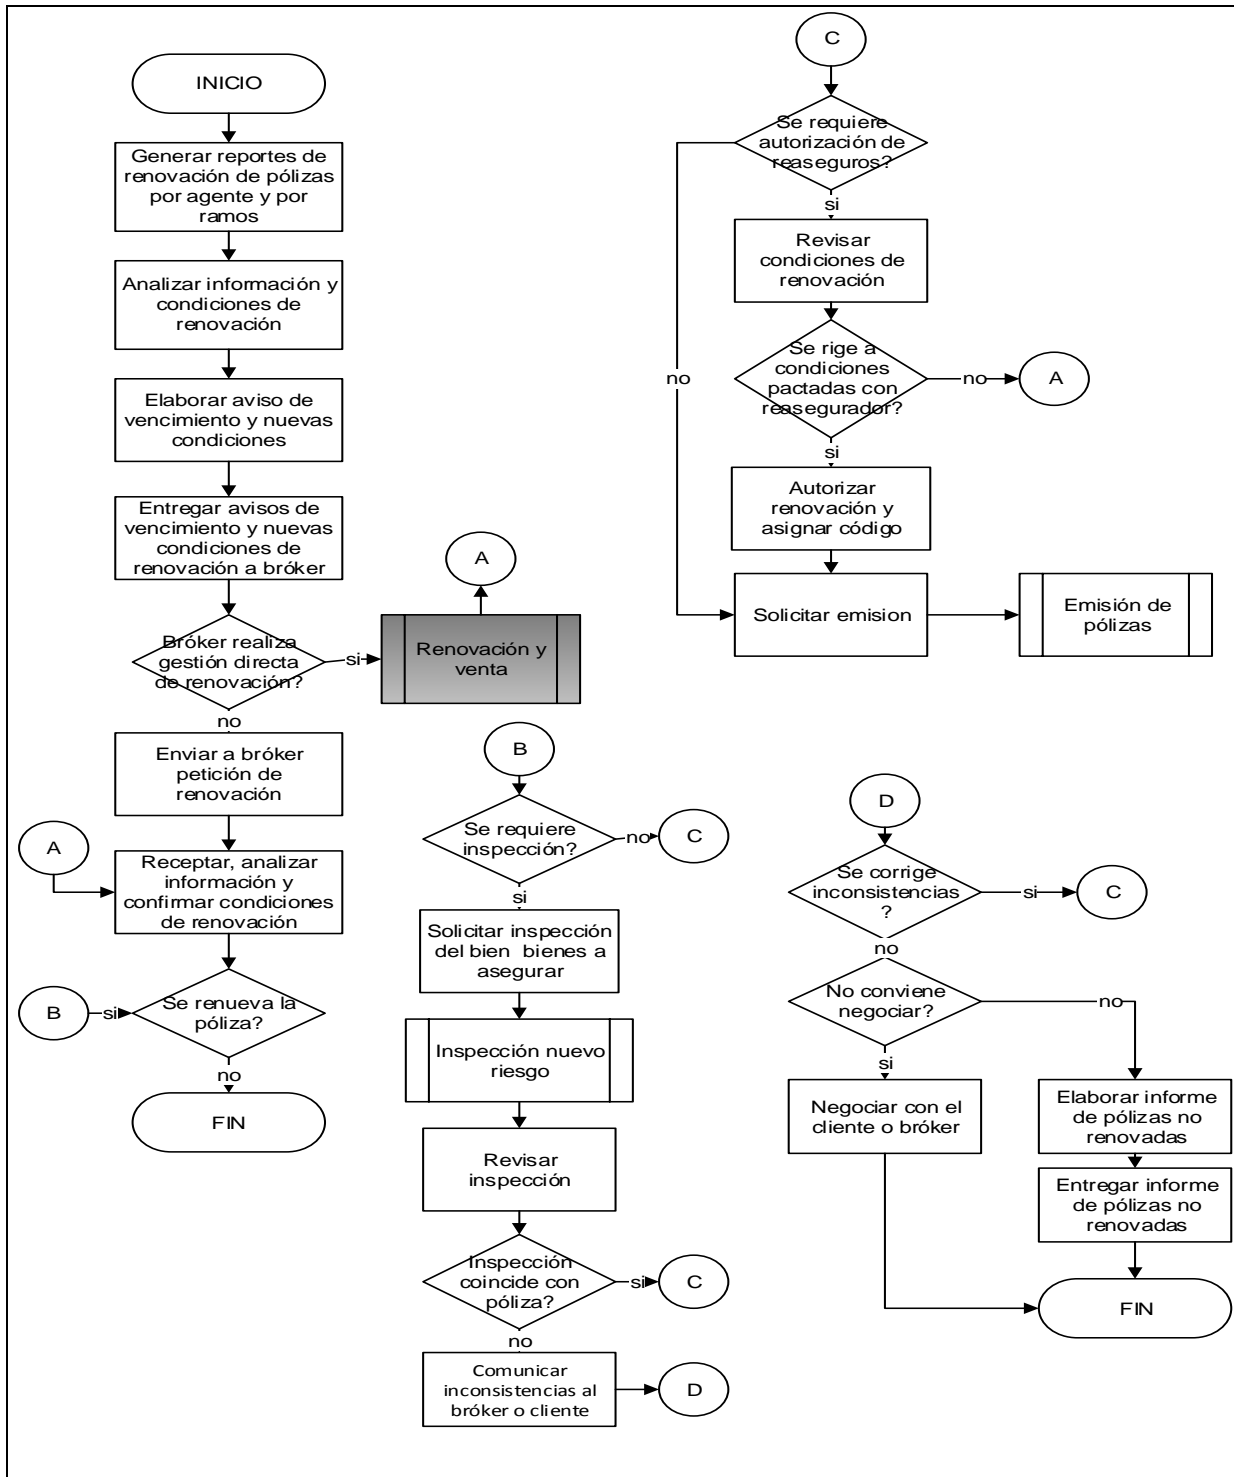 INICIO
Generar reportes de
renovación de pólizas
por agente y por
ramos
Analizar información y
condiciones de
renovación
Elaborar aviso de
vencimiento y nuevas
condiciones
Entregar avisos de
vencimiento y nuevas
condiciones de
renovación a bróker
Bróker realiza
gestión directa
de renovación?
si
Renovación y
venta
A
no
Enviar a bróker
petición de
renovación
A
Receptar, analizar
información y
confirmar condiciones
de renovación
B
si
Se renueva la
póliza?
no
FIN
B
Se requiere
inspección?
no
C
si
Solicitar inspección
del bien  bienes a
asegurar
Inspección nuevo
riesgo
Revisar
inspección
Inspección
coincide con
póliza?
si
C
no
Comunicar
inconsistencias al
bróker o cliente
D
C
Se requiere
autorización de
reaseguros?
no
si
Revisar
condiciones de
renovación
Se rige a
condiciones
pactadas con
reasegurador?
no
A
si
Autorizar
renovación y
asignar código
Solicitar emision
Emisión de
pólizas
D
Se corrige
inconsistencias
?
si
C
no
No conviene
negociar?
no
si
Negociar con el
cliente o bróker
Elaborar informe
de pólizas no
renovadas
Entregar informe
de pólizas no
renovadas
FIN